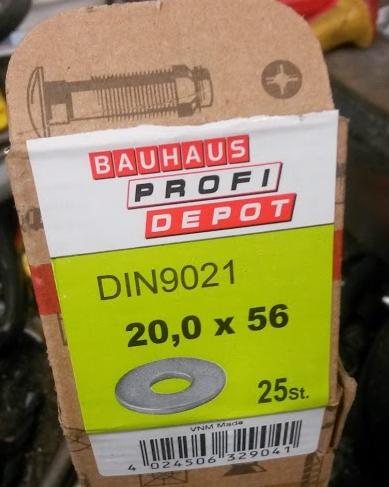 BAUHAUS
PROFI
DEPOT
DIN9021
20,0 x 56
25St.
VNM Made
4 024506 329041